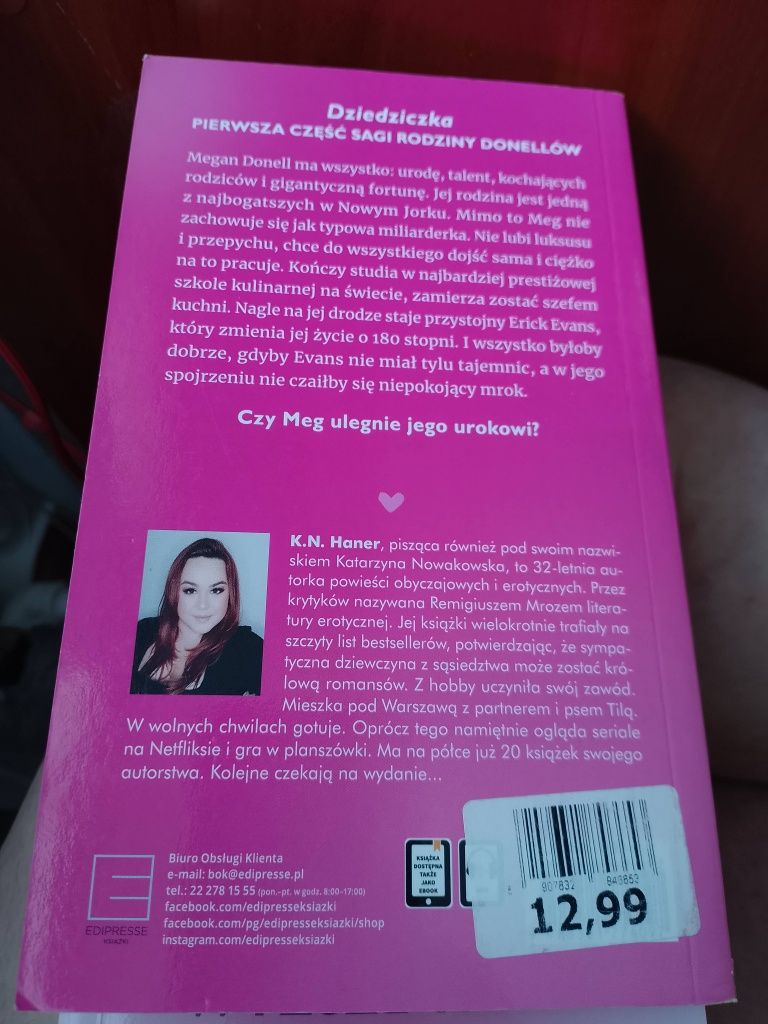 Dziedziczka
PIERWSZA CZĘŚĆ SAGI RODZINY DONELLÓW
Megan Donell ma wszystko: urodę, talent, kochających
rodziców i gigantyczną fortunę. Jej rodzina jest jedną
z najbogatszych w Nowym Jorku. Mimo to Meg nie
zachowuje się jak typowa miliarderka. Nie lubi luksusu
i przepychu, chce do wszystkiego dojść sama i ciężko
na to pracuje. Kończy studia w najbardziej prestiżowej
szkole kulinarnej na świecie, zamierza zostać szefem
kuchni. Nagle na jej drodze staje przystojny Erick Evans,
który zmienia jej życie o 180 stopni. I wszystko byłoby
dobrze, gdyby Evans nie miał tylu tajemnic, a w jego
spojrzeniu nie czaiłby się niepokojący mrok.
Czy Meg ulegnie jego urokowi?
K.N. Haner, pisząca również pod swoim nazwi-
skiem Katarzyna Nowakowska, to 32-letnia au-
torka powieści obyczajowych i erotycznych. Przez
krytyków nazywana Remigiuszem Mrozem litera-
tury erotycznej. Jej książki wielokrotnie trafiały na
szczyty list bestsellerów, potwierdzając, że sympa-
tyczna dziewczyna z sąsiedztwa może zostać kró-
lową romansów. Z hobby uczyniła swój zawód.
Mieszka pod Warszawą z partnerem i psem Tilą.
W wolnych chwilach gotuje. Oprócz tego namiętnie ogląda seriale
na Netfliksie i gra w planszówki. Ma na półce już 20 książek swojego
autorstwa. Kolejne czekają na wydanie...
Biuro Obsługi Klienta
e-mail: bok@edipresse.pl
tel.: 22 278 15 55 (pon.–pt. w godz. 8:00–17:00)
facebook.com/edipresseksiazki
facebook.com/pg/edipresseksiazki/shop
instagram.com/edipresseksiazki
EDIPRESSE
KSIĄŻKI
KSIĄŻKA
DOSTĘPNA
TAKŻE
JAKO
EBOOK
907832
12,99